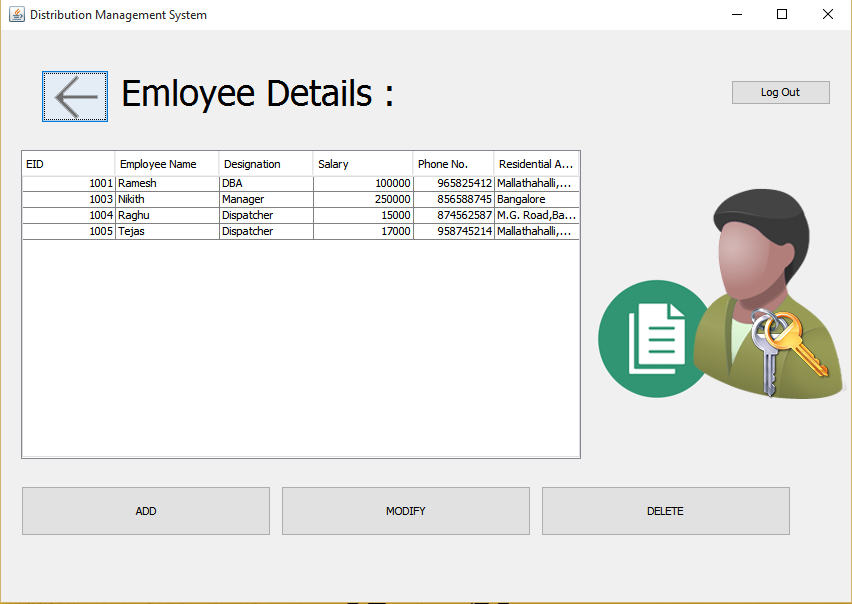 Distribution Management System
Emloyee Details :
Log Out
EID Employee Name Designation Salary Phone No. Residential A...
1001 Ramesh DBA 100000 965825412 Mallathahalli,...
1003 Nikith Manager 250000 856588745 Bangalore
1004 Raghu Dispatcher 15000 874562587 M.G. Road,Ba...
1005 Tejas Dispatcher 17000 958745214 Mallathahalli,...
ADD MODIFY DELETE